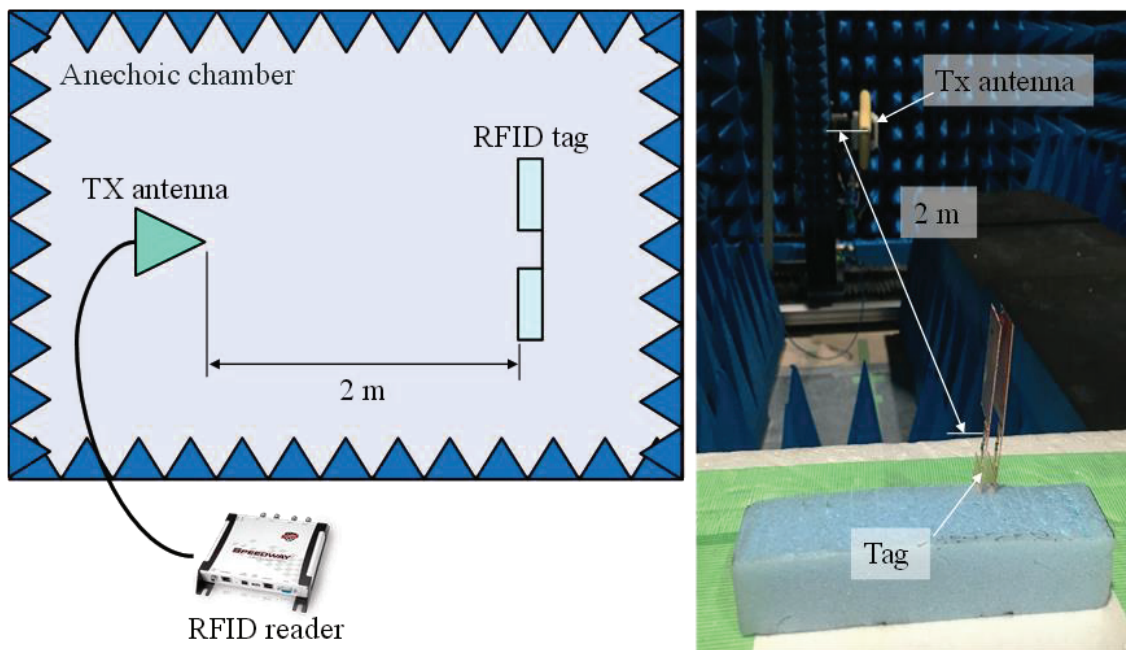 Anechoic chamber
RFID tag
TX antenna
2 m
SPEEDWAY
RFID reader
Tx antenna
2 m
Tag